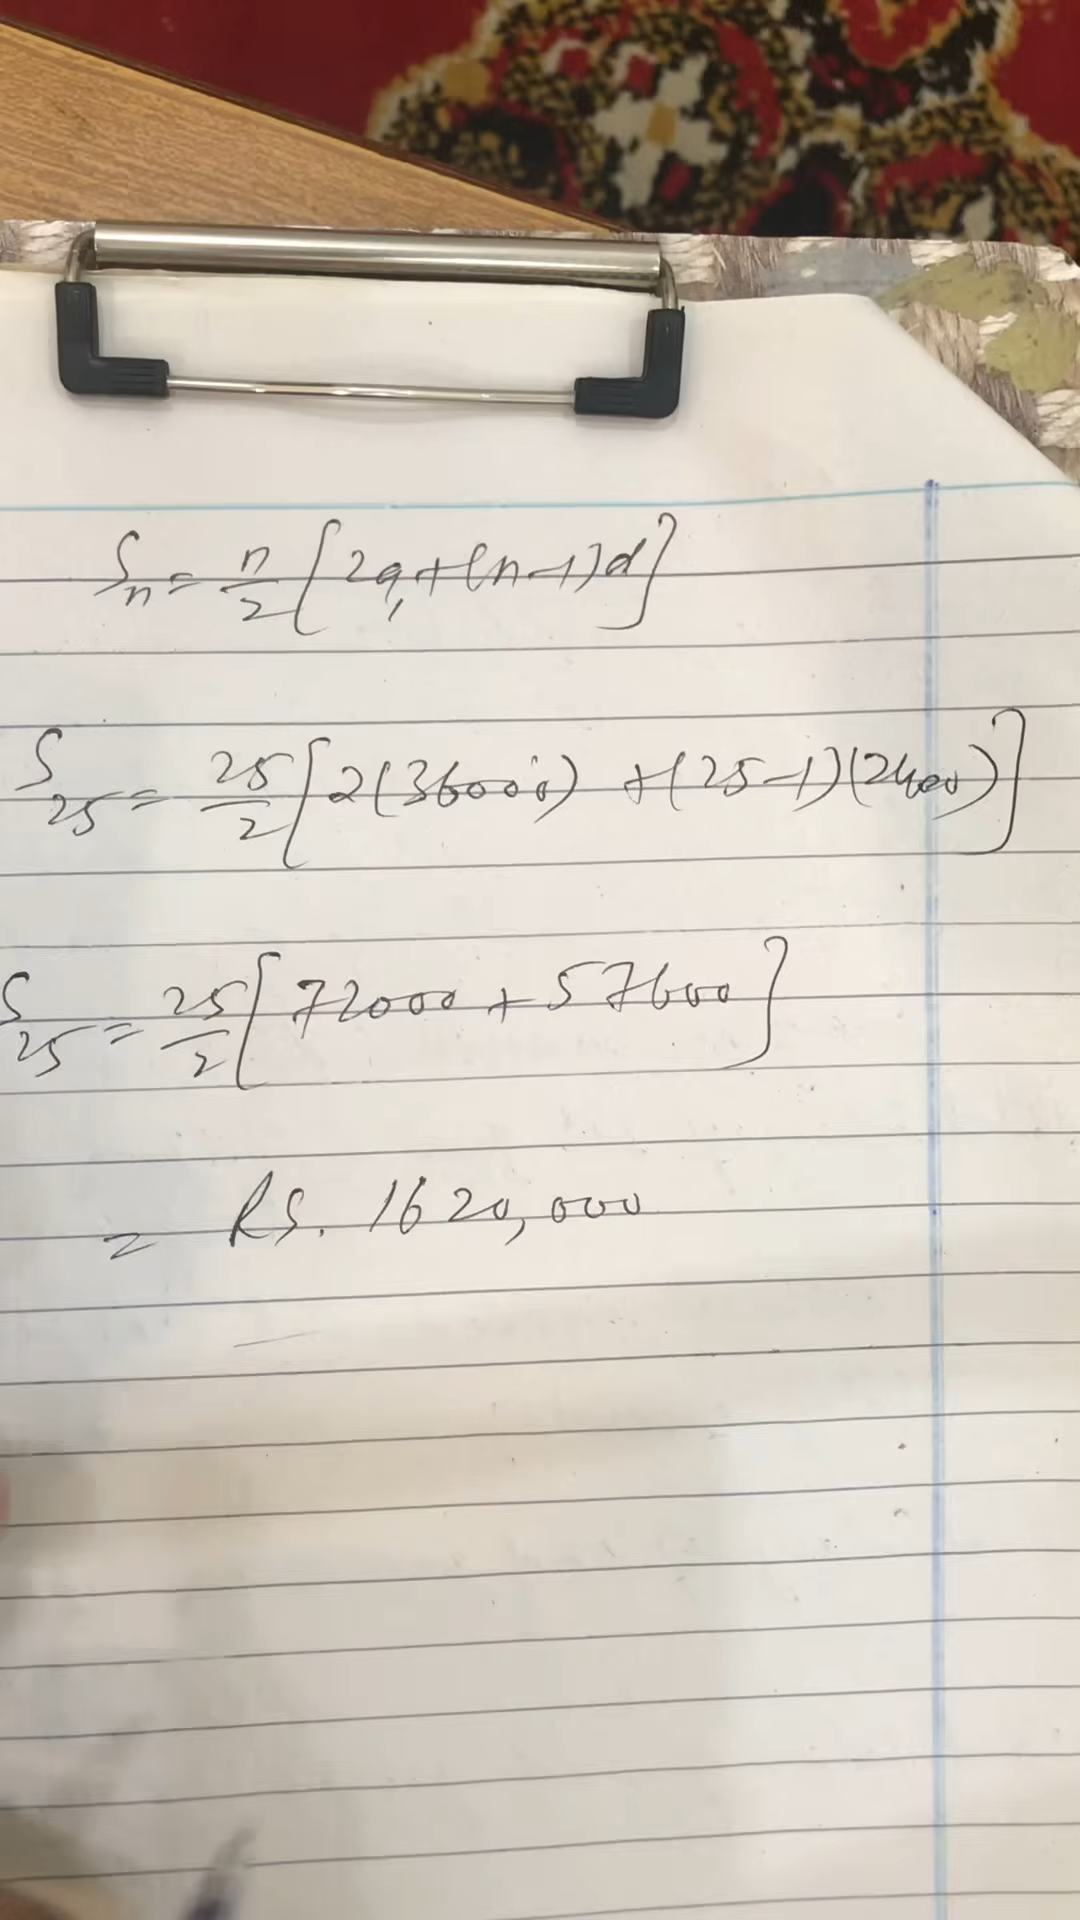 Sn = n/2 [2a₁+(n-1)d]
S25 = 25/2 [2(36000) +(25-1)(2400)]
S25 = 25/2 [72000+57600]
= RS. 1620,000